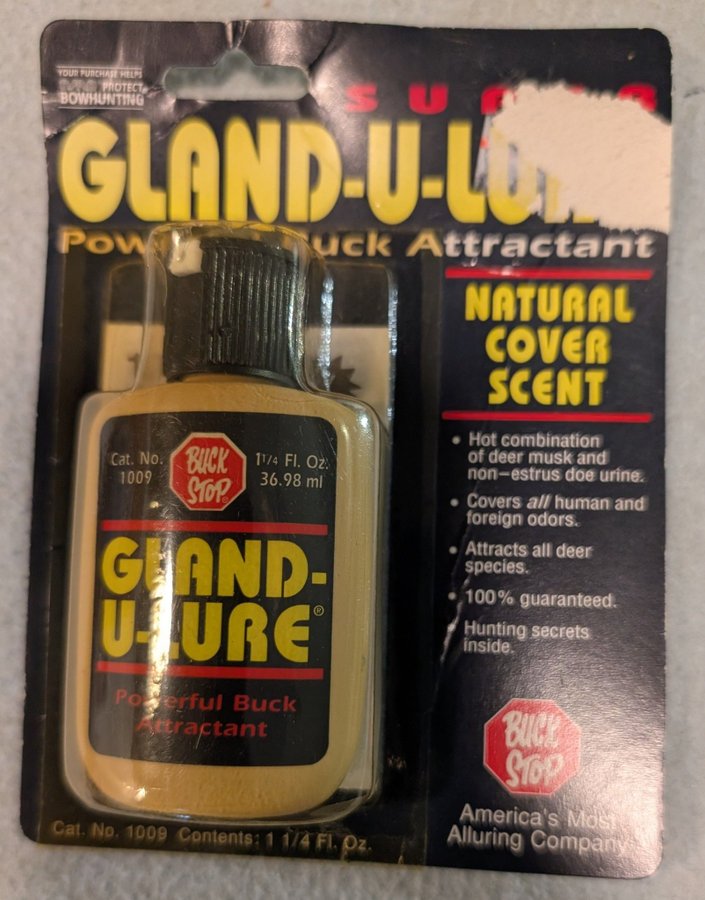 YOUR PURCHASE HELPS
PROTECT
BOWHUNTING
SUPER
GLAND-U-LURE
Powerful Buck Attractant
NATURAL
COVER
SCENT
• Hot combination
of deer musk and
non-estrus doe urine.
• Covers all human and
foreign odors.
• Attracts all deer
species.
• 100% guaranteed.
Hunting secrets
inside.
BUCK
STOP
America's Most
Alluring Company
Cat. No.
1009
BUCK
STOP®
1 1/4 Fl. Oz.
36.98 ml
GLAND-
U-LURE®
Powerful Buck
Attractant
Cat. No. 1009 Contents: 1 1/4 Fl. Oz.